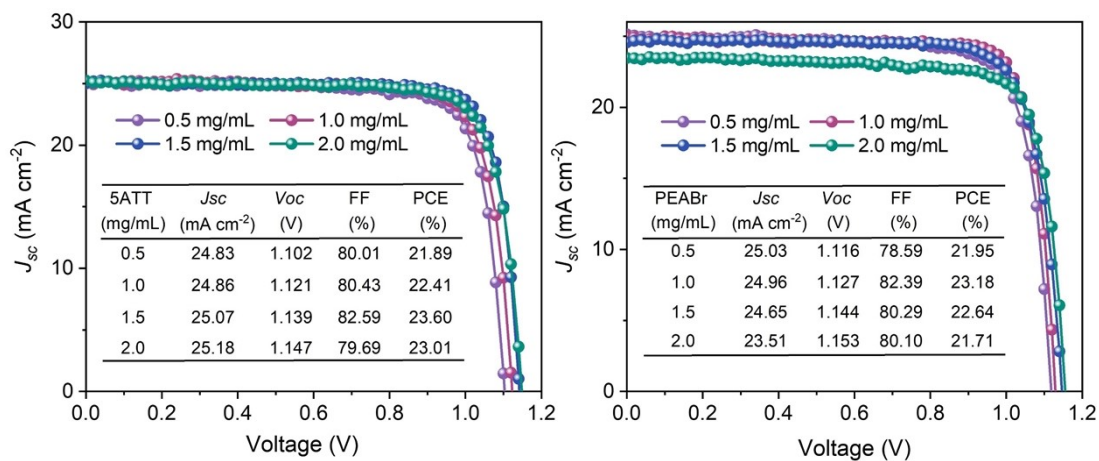 30
20
10
0
J_sc (mA cm⁻²)
0.5 mg/mL 1.0 mg/mL
1.5 mg/mL 2.0 mg/mL
5ATT Jsc Voc FF PCE
(mg/mL) (mA cm⁻²) (V) (%) (%)
0.5 24.83 1.102 80.01 21.89
1.0 24.86 1.121 80.43 22.41
1.5 25.07 1.139 82.59 23.60
2.0 25.18 1.147 79.69 23.01
0.0 0.2 0.4 0.6 0.8 1.0 1.2
Voltage (V)
20
10
0
J_sc (mA cm⁻²)
0.5 mg/mL 1.0 mg/mL
1.5 mg/mL 2.0 mg/mL
PEABr Jsc Voc FF PCE
(mg/mL) (mA cm⁻²) (V) (%) (%)
0.5 25.03 1.116 78.59 21.95
1.0 24.96 1.127 82.39 23.18
1.5 24.65 1.144 80.29 22.64
2.0 23.51 1.153 80.10 21.71
0.0 0.2 0.4 0.6 0.8 1.0 1.2
Voltage (V)